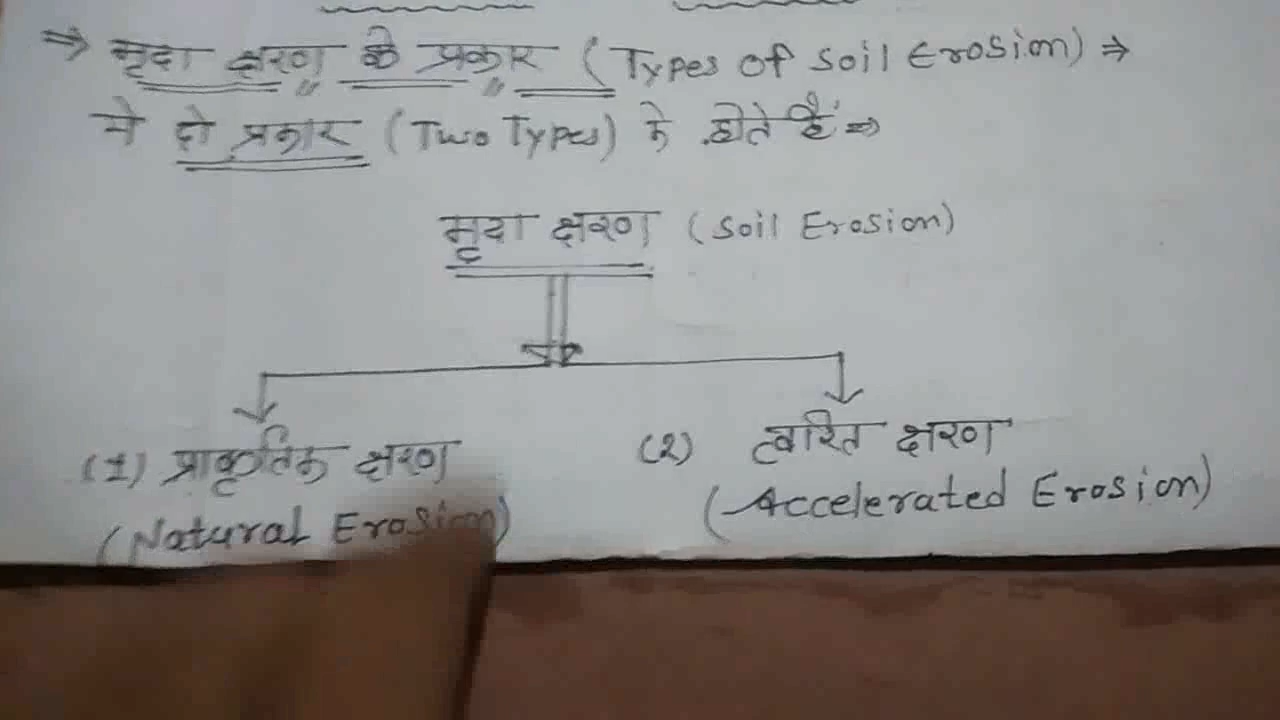 ⇒ मृदा क्षरण के प्रकार (Types of Soil Erosion) ⇒
ये दो प्रकार (Two Types) के होते हैं ⇒
मृदा क्षरण (Soil Erosion)
(1) प्राकृतिक क्षरण (2) त्वरित क्षरण
(Natural Erosion) (Accelerated Erosion)